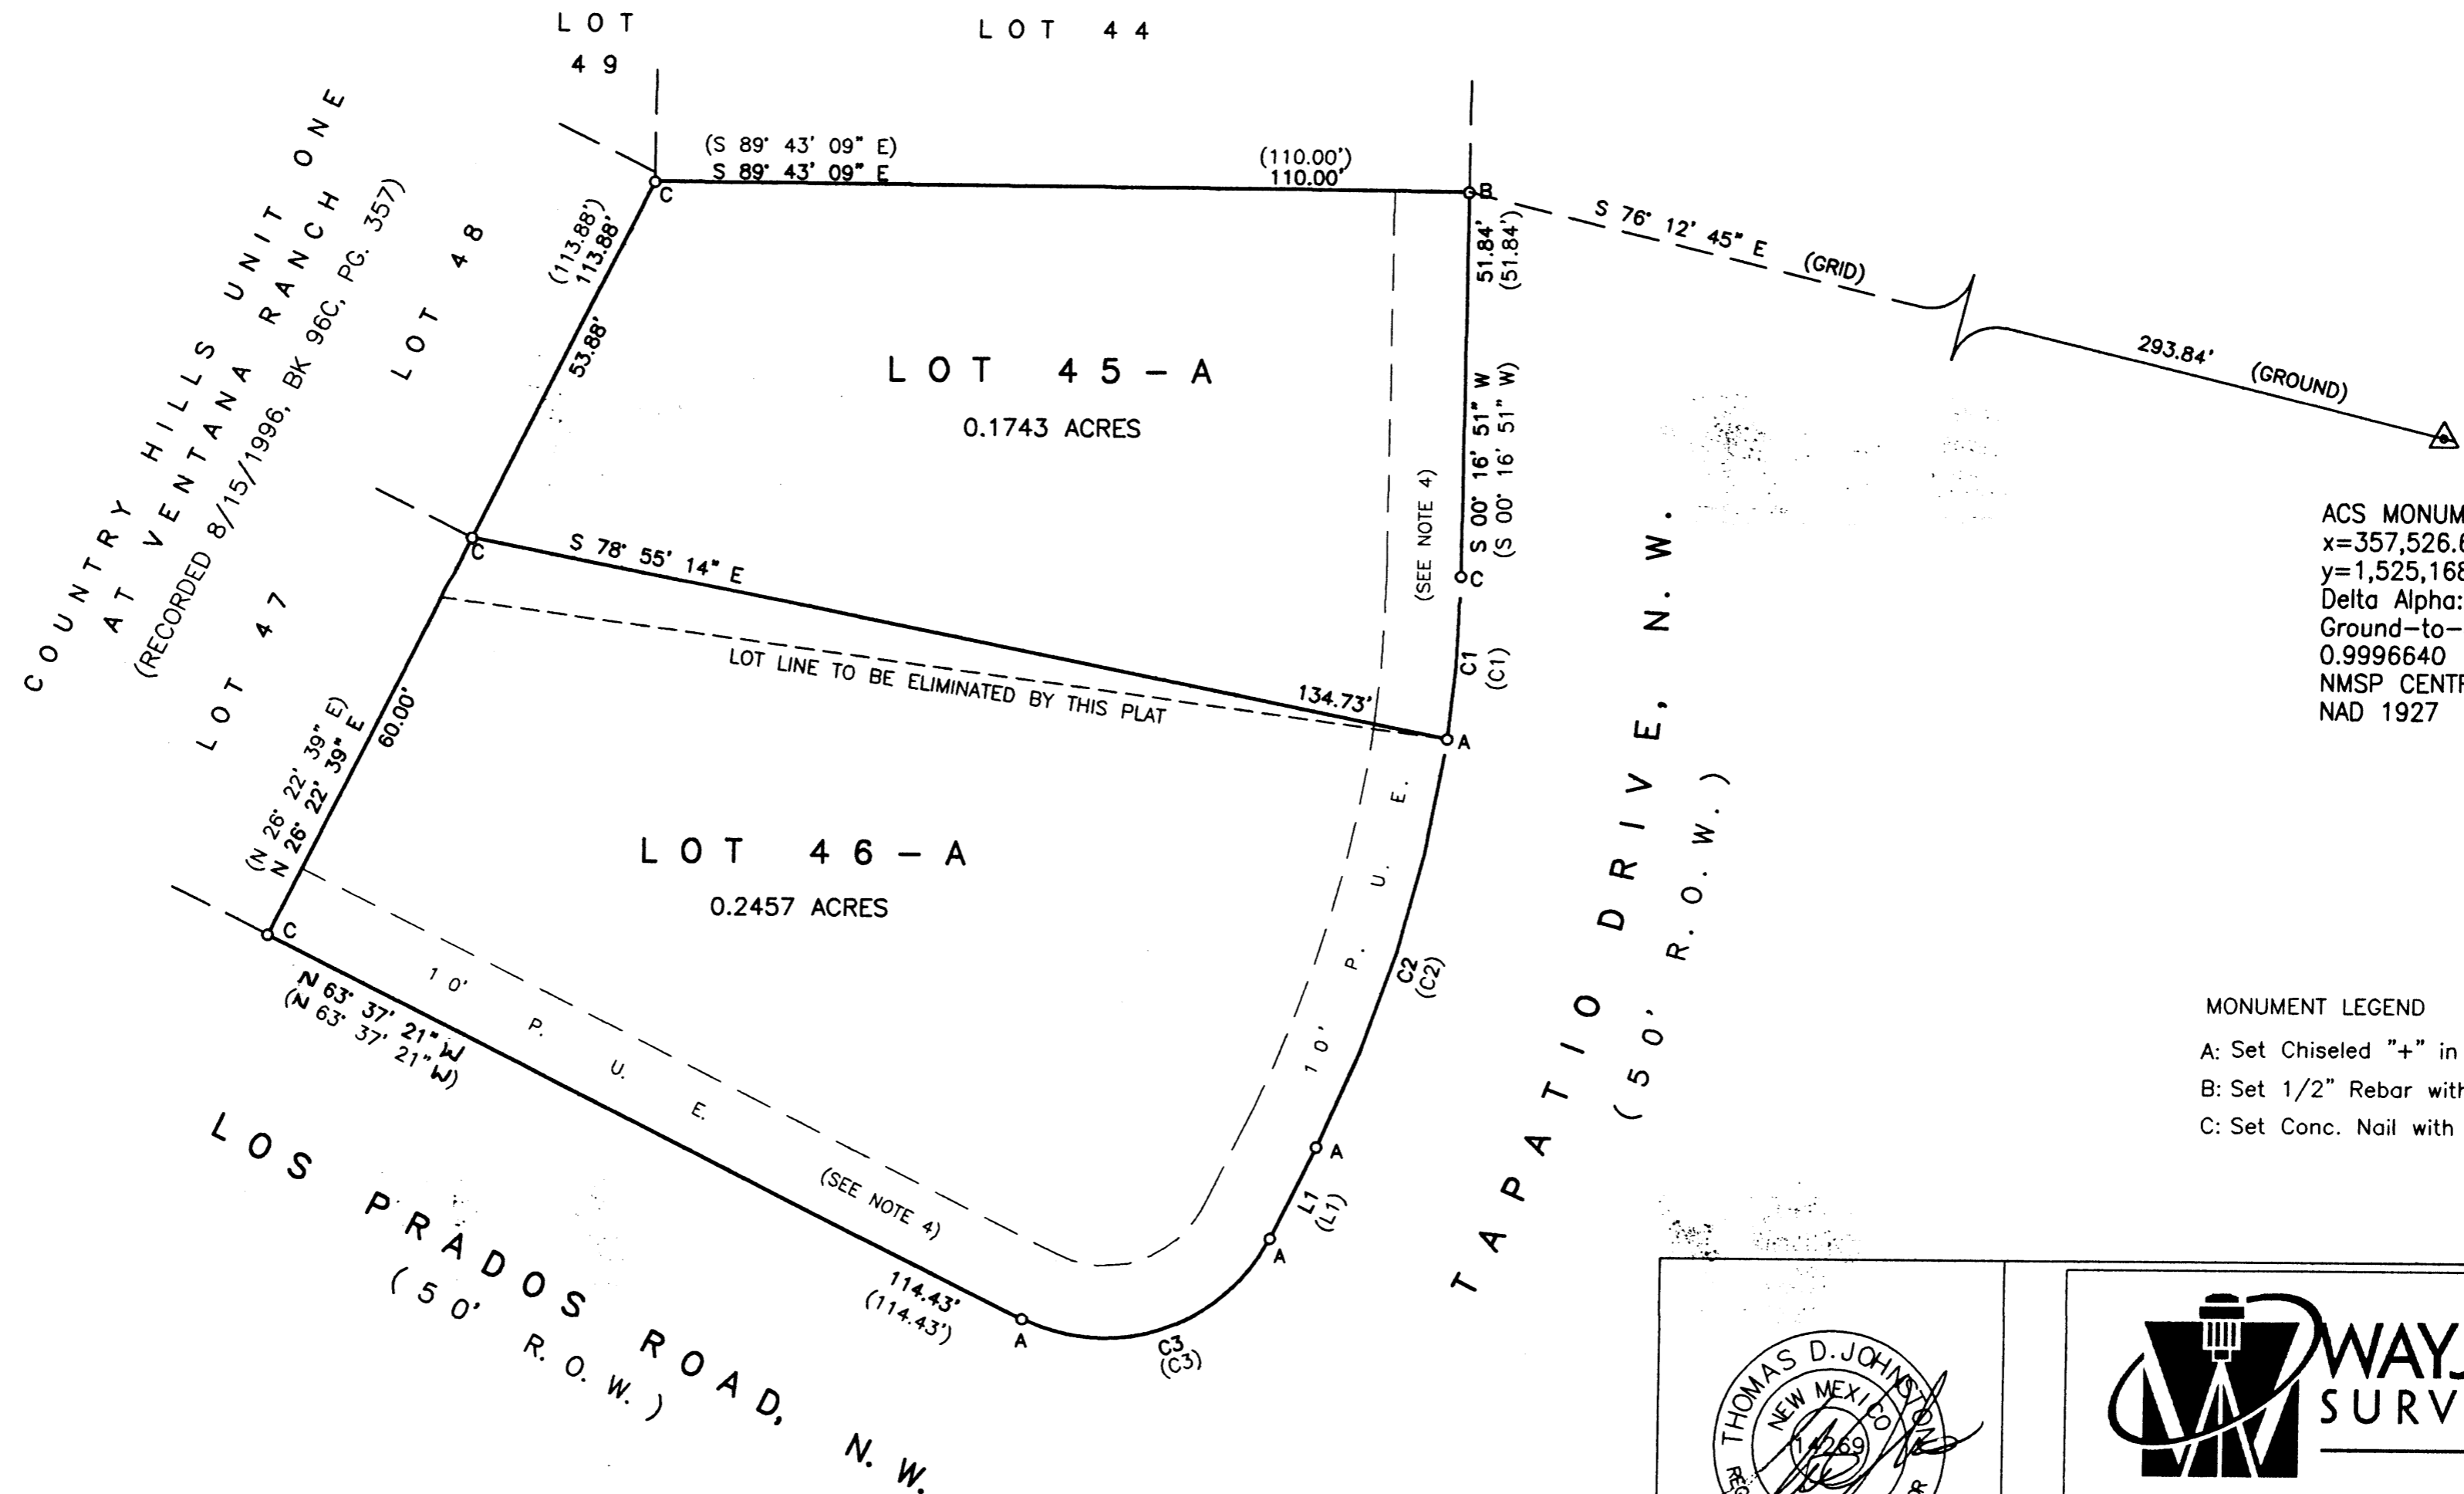 LOT
49
LOT 44
COUNTRY HILLS UNIT ONE
AT VENTANA RANCH
(RECORDED 8/15/1996, BK 96C, PG. 357)
LOT 48
LOT 47
(S 89° 43' 09" E)
S 89° 43' 09" E
(110.00')
110.00'
C
B
(113.88')
113.88'
53.88'
51.84'
(51.84')
S 76° 12' 45" E (GRID)
293.84' (GROUND)
LOT 45-A
0.1743 ACRES
(SEE NOTE 4)
S 00° 16' 51" W
(S 00° 16' 51" W)
C
C
S 78° 55' 14" E
134.73'
LOT LINE TO BE ELIMINATED BY THIS PLAT
C1
(C1)
A
ACS MONUM
x=357,526.6
y=1,525,168
Delta Alpha:
Ground-to-
0.9996640
NMSP CENTR
NAD 1927
60.00'
(N 26° 22' 39" E)
N 26° 22' 39" E
LOT 46-A
0.2457 ACRES
10' P. U. E.
C2
(C2)
TAPATIO DRIVE, N. W.
(50' R.O.W.)
C
N 63° 37' 21" W
(N 63° 37' 21" W)
10' P. U. E.
(SEE NOTE 4)
A
L1
(L1)
A
114.43'
(114.43')
A
C3
(C3)
LOS PRADOS ROAD, N. W.
(50' R. O. W.)
MONUMENT LEGEND
A: Set Chiseled "+" in
B: Set 1/2" Rebar with
C: Set Conc. Nail with
THOMAS D. JOHNSTON
NEW MEXICO
14269
WAYJ
SURV